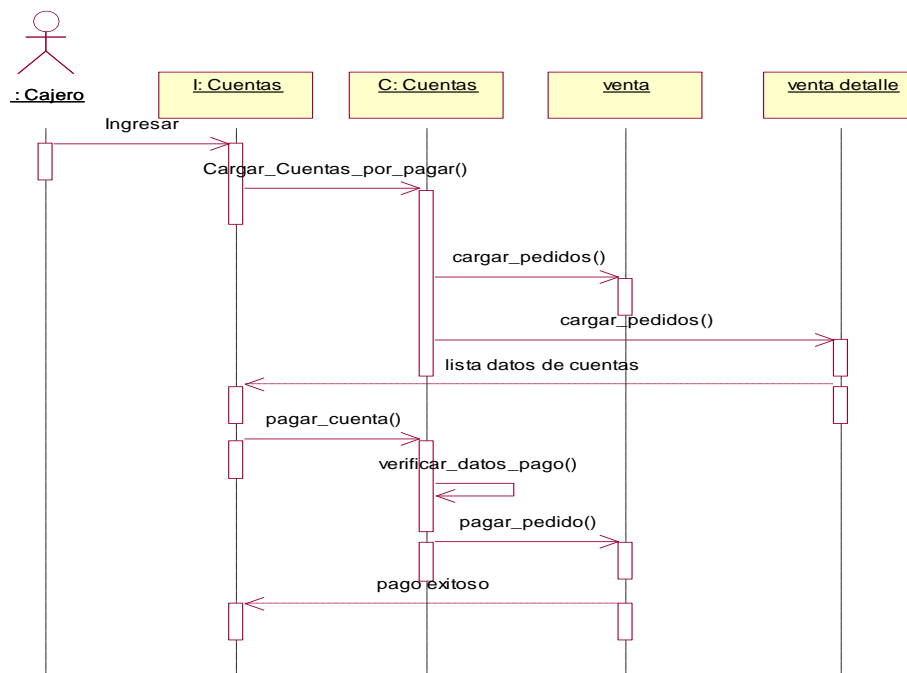 : Cajero
I: Cuentas
C: Cuentas
venta
venta detalle
Ingresar
Cargar_Cuentas_por_pagar()
cargar_pedidos()
cargar_pedidos()
lista datos de cuentas
pagar_cuenta()
verificar_datos_pago()
pagar_pedido()
pago exitoso